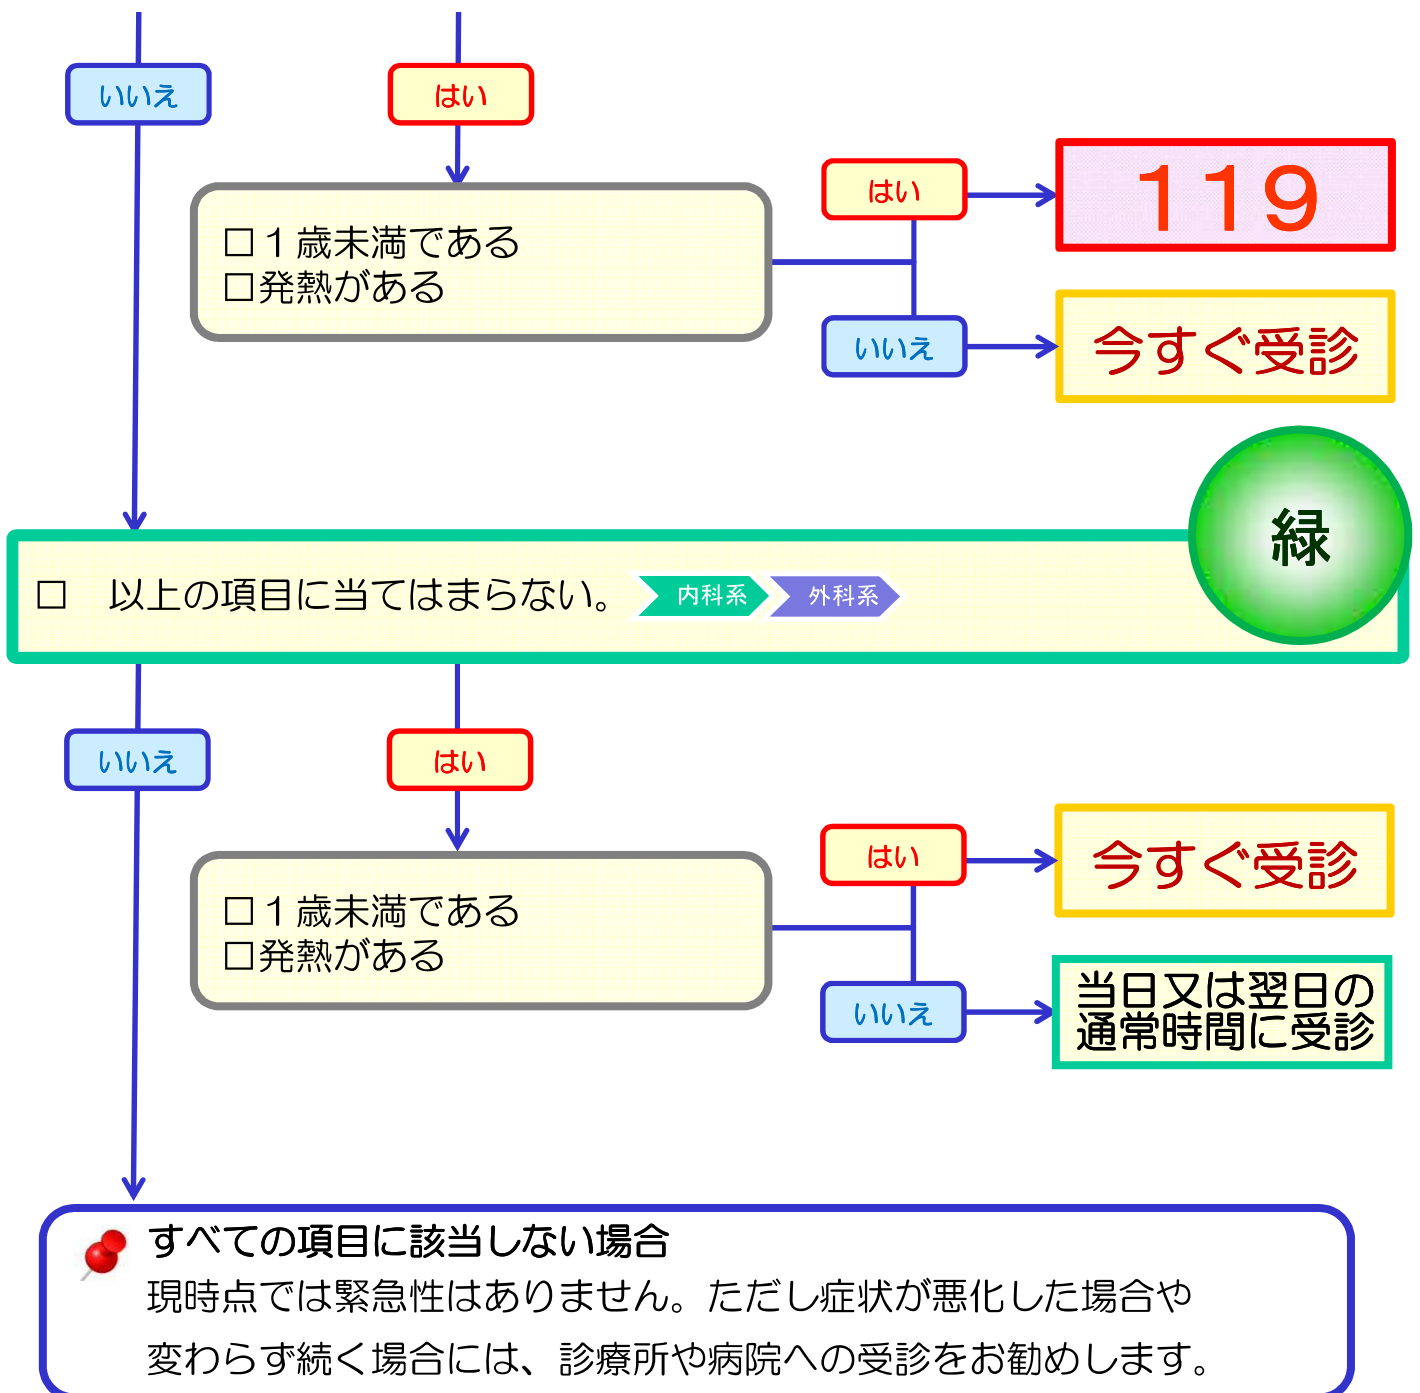 いいえ
はい
□１歳未満である
□発熱がある
はい
119
いいえ
今すぐ受診
緑
□　以上の項目に当てはまらない。 内科系 外科系
いいえ
はい
□１歳未満である
□発熱がある
はい
今すぐ受診
いいえ
当日又は翌日の
通常時間に受診
すべての項目に該当しない場合
現時点では緊急性はありません。ただし症状が悪化した場合や
変わらず続く場合には、診療所や病院への受診をお勧めします。